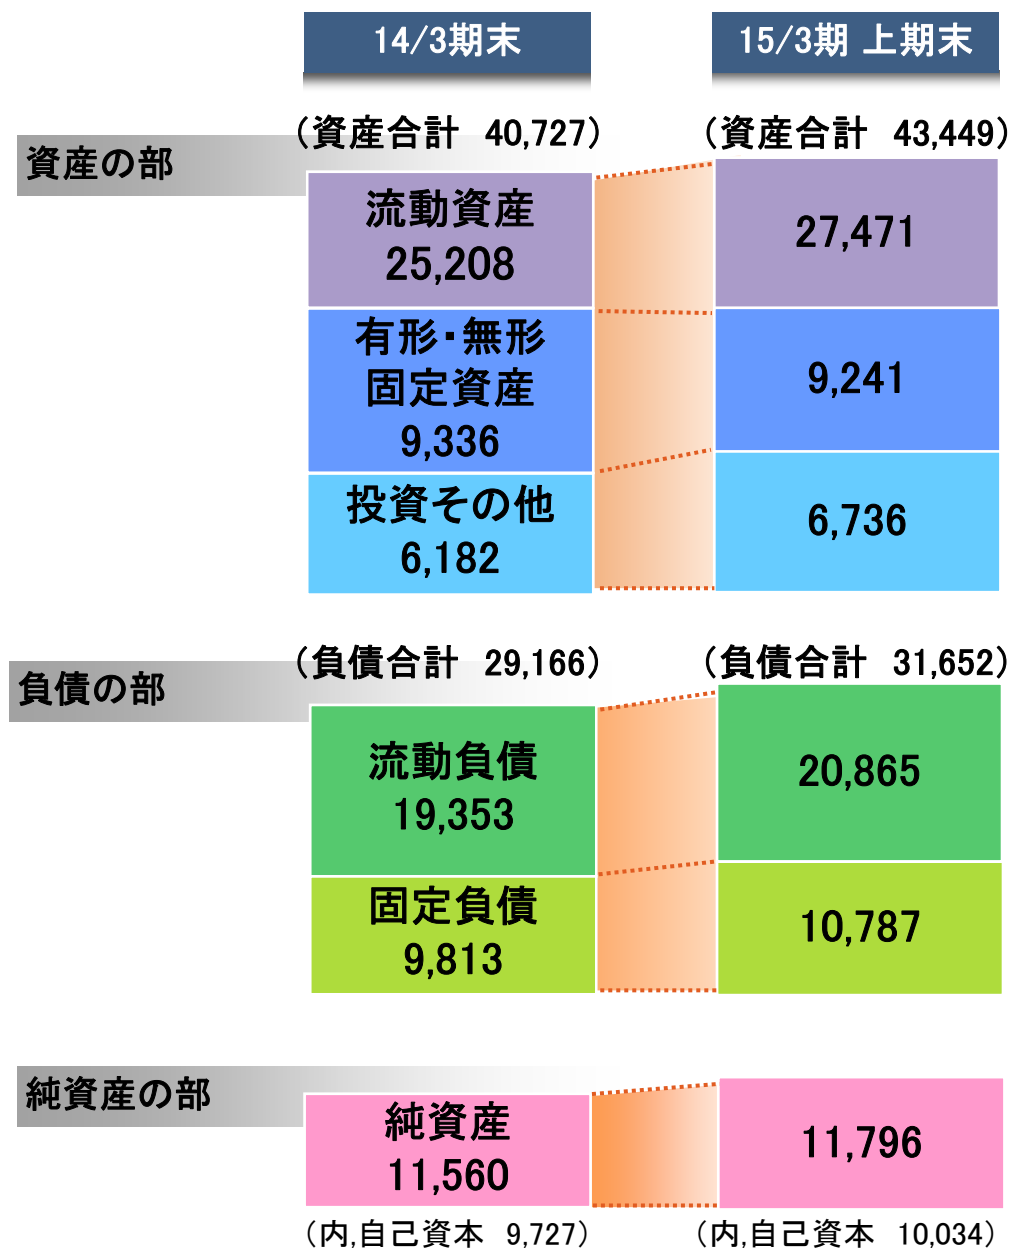 14/3期末
15/3期 上期末
（資産合計 40,727）
（資産合計 43,449）
資産の部
流動資産
25,208
27,471
有形・無形
固定資産
9,336
9,241
投資その他
6,182
6,736
（負債合計 29,166）
（負債合計 31,652）
負債の部
流動負債
19,353
20,865
固定負債
9,813
10,787
純資産の部
純資産
11,560
11,796
（内,自己資本 9,727）
（内,自己資本 10,034）